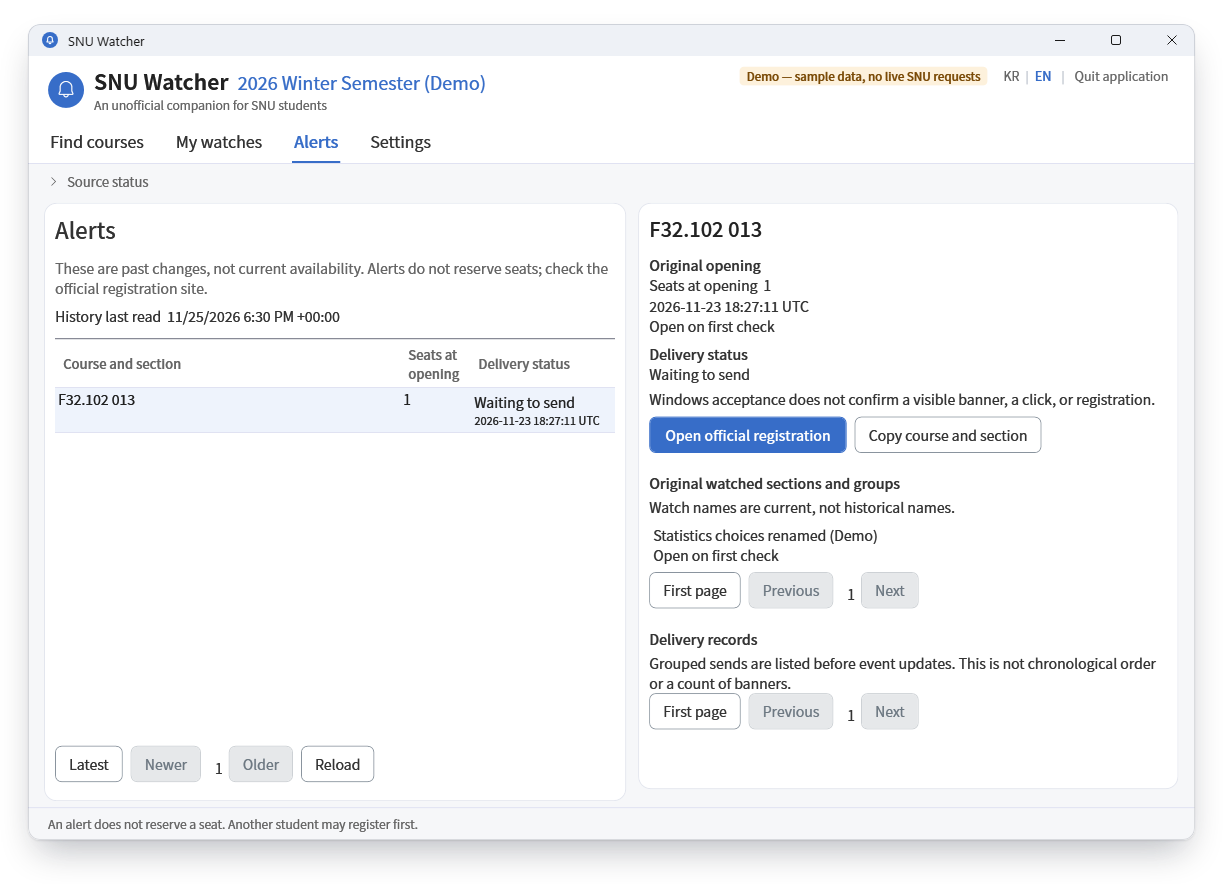 SNU Watcher
SNU Watcher 2026 Winter Semester (Demo)
An unofficial companion for SNU students
Demo — sample data, no live SNU requests
KR | EN | Quit application
Find courses My watches Alerts Settings
Source status
Alerts
These are past changes, not current availability. Alerts do not reserve seats; check the
official registration site.
History last read 11/25/2026 6:30 PM +00:00
Course and section Seats at opening Delivery status
F32.102 013 1 Waiting to send
2026-11-23 18:27:11 UTC
Latest Newer 1 Older Reload
F32.102 013
Original opening
Seats at opening 1
2026-11-23 18:27:11 UTC
Open on first check
Delivery status
Waiting to send
Windows acceptance does not confirm a visible banner, a click, or registration.
Open official registration Copy course and section
Original watched sections and groups
Watch names are current, not historical names.
Statistics choices renamed (Demo)
Open on first check
First page Previous 1 Next
Delivery records
Grouped sends are listed before event updates. This is not chronological order
or a count of banners.
First page Previous 1 Next
An alert does not reserve a seat. Another student may register first.